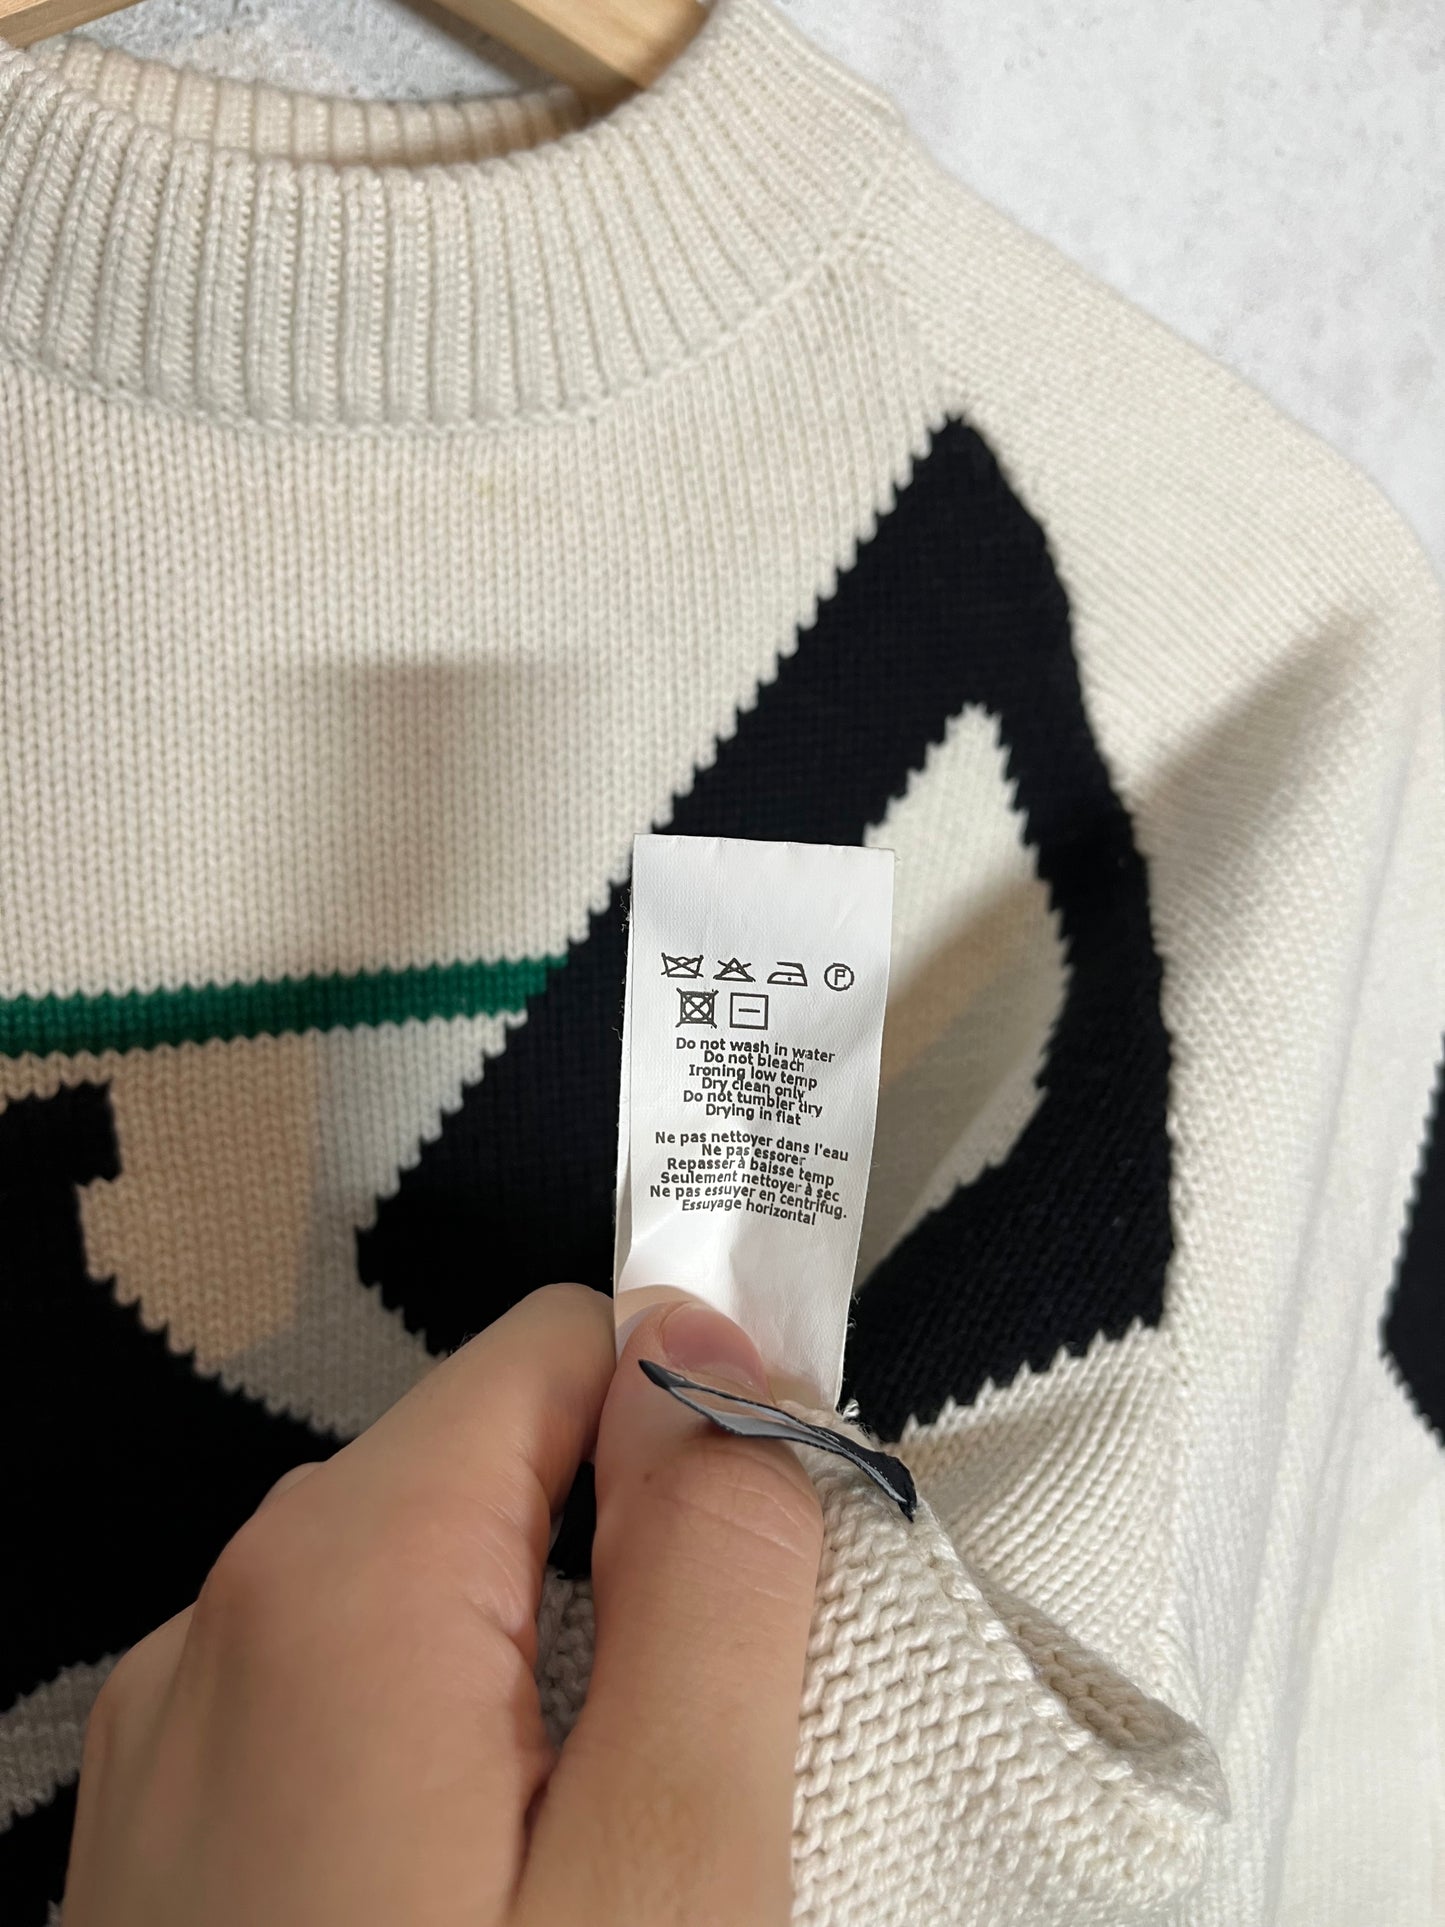 P
Do not wash in water
Do not bleach
Ironing low temp
Dry clean only
Do not tumbler dry
Drying in flat
Ne pas nettoyer dans l'eau
Ne pas essorer
Repasser à baisse temp
Seulement nettoyer à sec
Ne pas essuyer en centrifug.
Essuyage horizontal